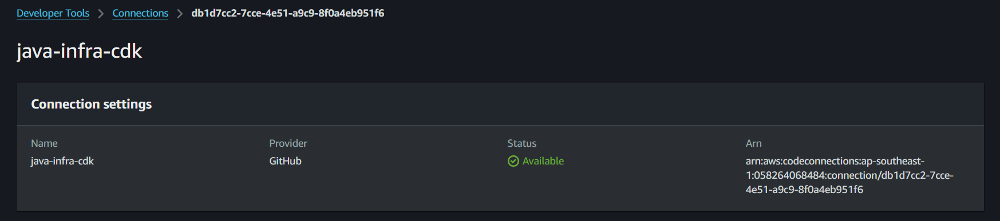 Developer Tools > Connections > db1d7cc2-7cce-4e51-a9c9-8f0a4eb951f6
java-infra-cdk
Connection settings
Name
java-infra-cdk
Provider
GitHub
Status
Available
Arn
arn:aws:codeconnections:ap-southeast-
1:058264068484:connection/db1d7cc2-7cce-
4e51-a9c9-8f0a4eb951f6